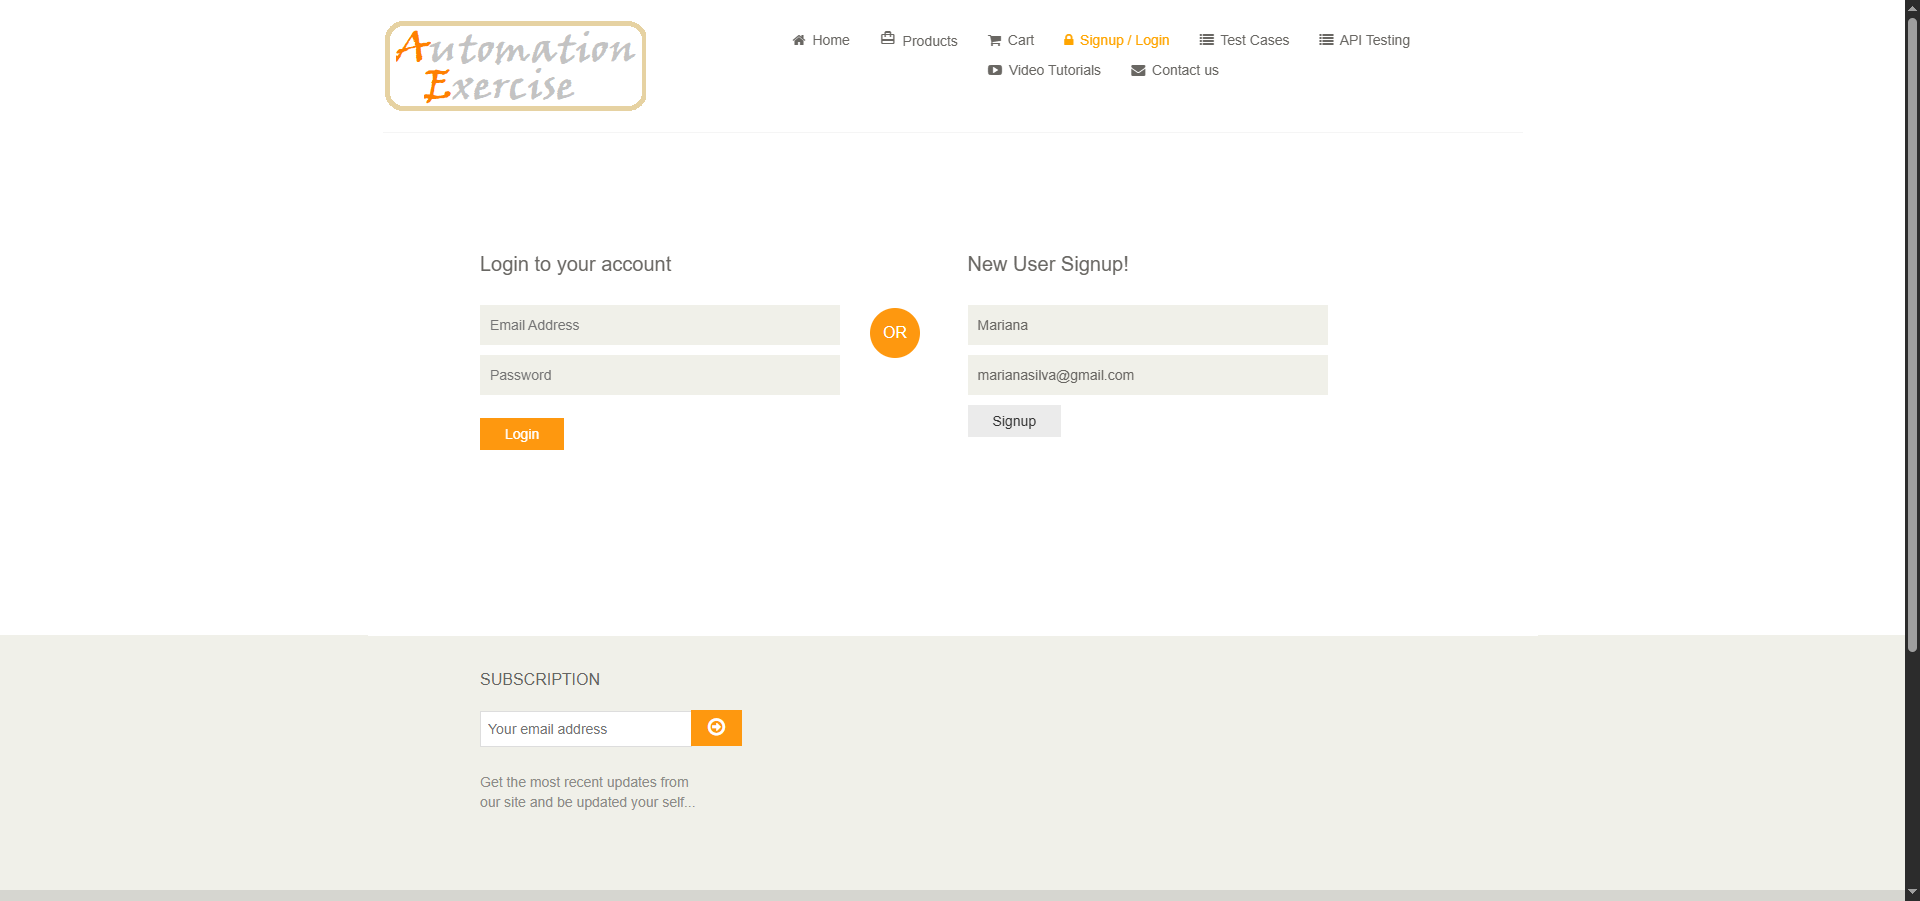 Automation
Exercise
Home Products Cart Signup / Login Test Cases API Testing
Video Tutorials Contact us
Login to your account
Email Address
Password
Login
OR
New User Signup!
Mariana
marianasilva@gmail.com
Signup
SUBSCRIPTION
Your email address
Get the most recent updates from
our site and be updated your self...